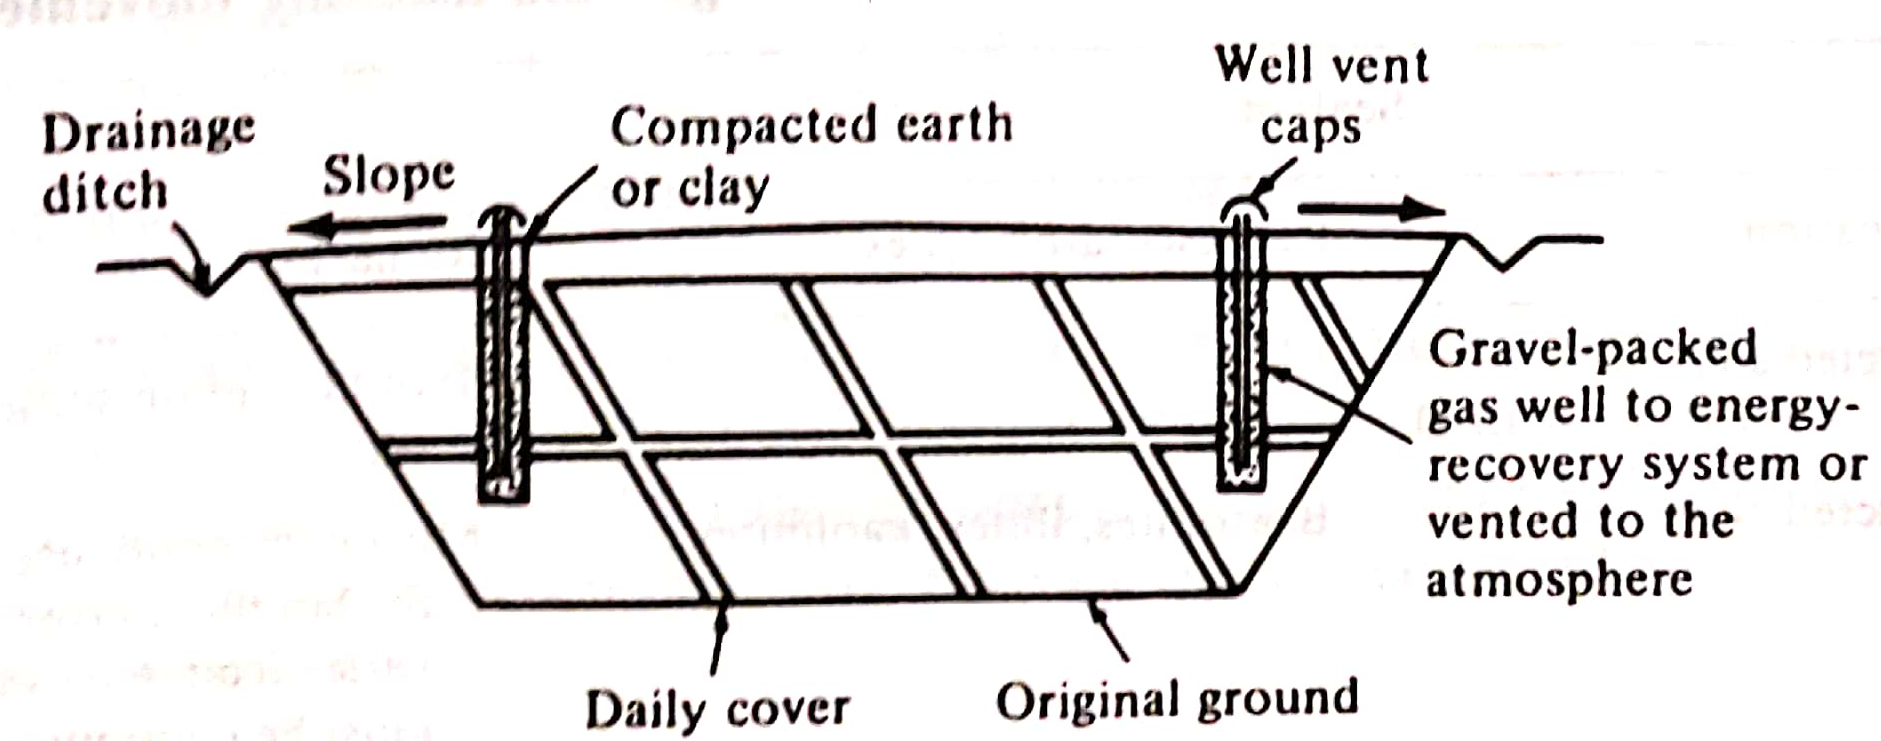 Well vent
caps
Drainage
ditch
Slope
Compacted earth
or clay
Gravel-packed
gas well to energy-
recovery system or
vented to the
atmosphere
Daily cover
Original ground